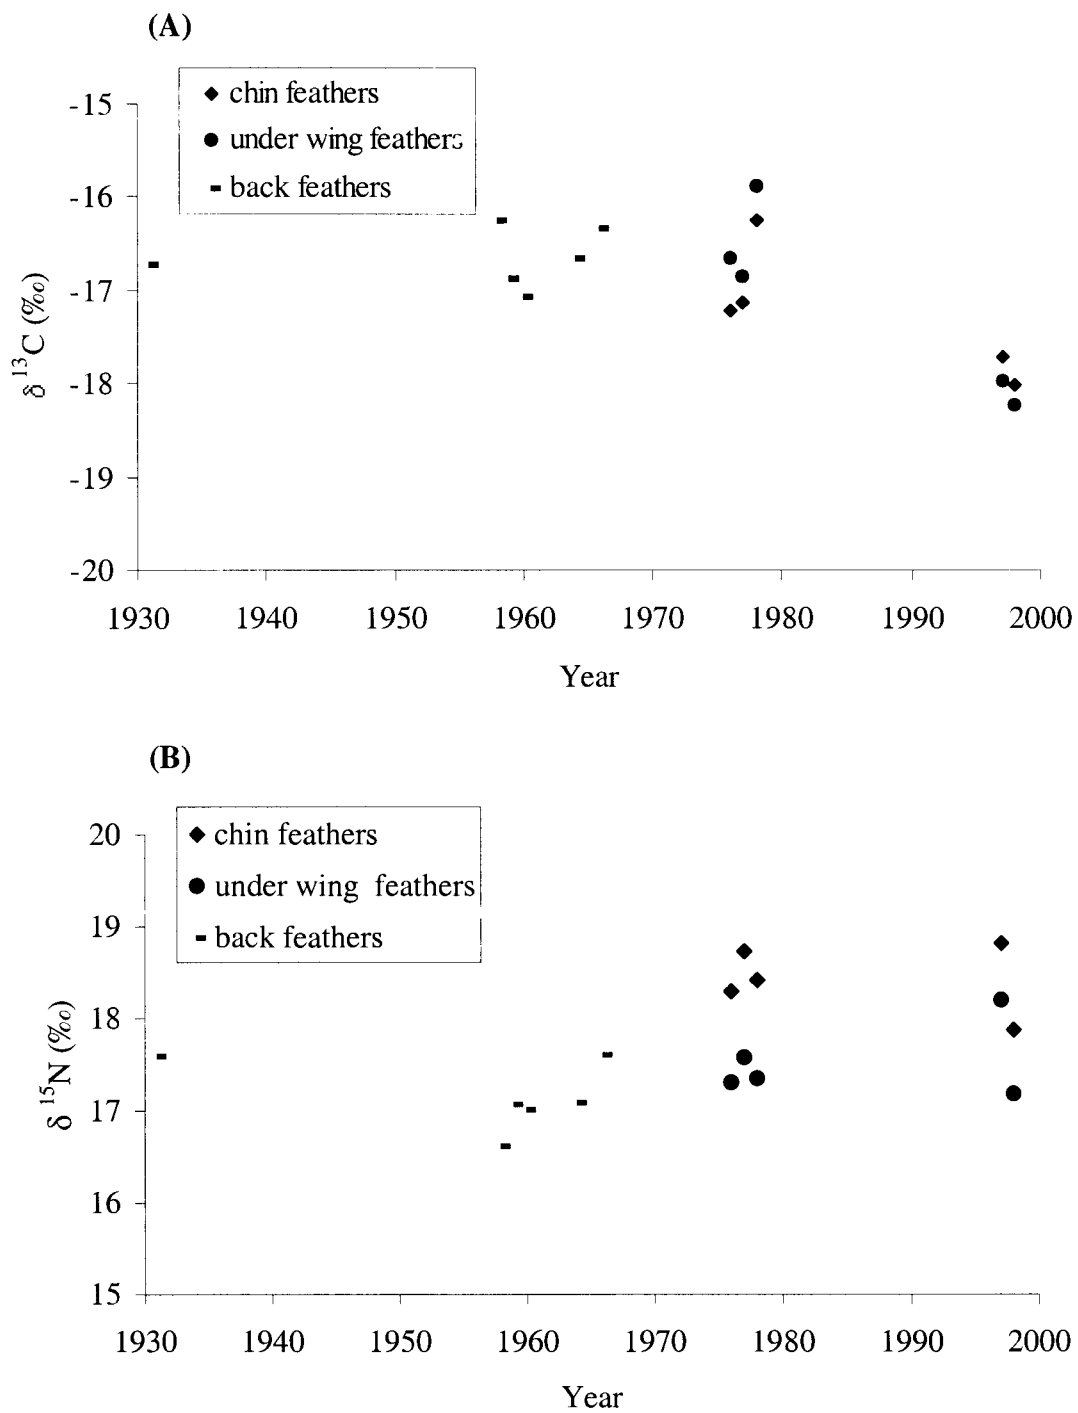 (A)
chin feathers
under wing feathers
back feathers
-15
-16
-17
-18
-19
-20
δ ¹³C (‰)
1930 1940 1950 1960 1970 1980 1990 2000
Year
(B)
chin feathers
under wing feathers
back feathers
20
19
18
17
16
15
δ ¹⁵N (‰)
1930 1940 1950 1960 1970 1980 1990 2000
Year